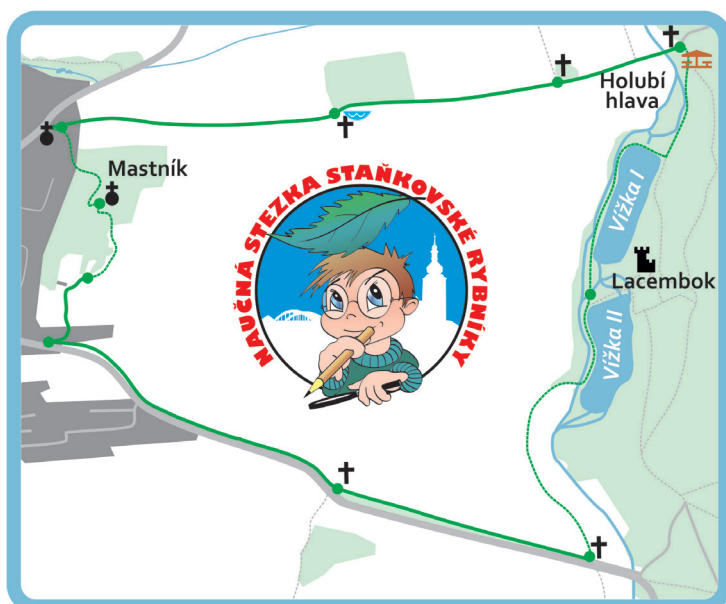 Holubí
hlava
Mastník
NAUČNÁ STEZKA STAŇKOVSKÉ RYBNÍKY
Vížka I
Lacembok
Vížka II